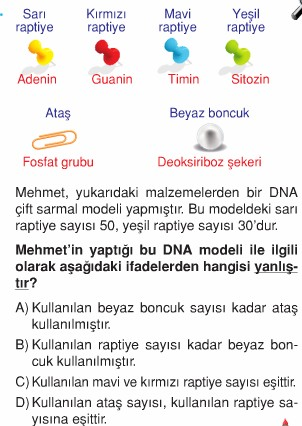 Sarı raptiye
Kırmızı raptiye
Mavi raptiye
Yeşil raptiye
Adenin
Guanin
Timin
Sitozin
Ataş
Beyaz boncuk
Fosfat grubu
Deoksiriboz şekeri
Mehmet, yukarıdaki malzemelerden bir DNA
çift sarmal modeli yapmıştır. Bu modeldeki sarı
raptiye sayısı 50, yeşil raptiye sayısı 30’dur.
Mehmet’in yaptığı bu DNA modeli ile ilgili
olarak aşağıdaki ifadelerden hangisi yanlış-
tır?
A) Kullanılan beyaz boncuk sayısı kadar ataş
kullanılmıştır.
B) Kullanılan raptiye sayısı kadar beyaz bon-
cuk kullanılmıştır.
C) Kullanılan mavi ve kırmızı raptiye sayısı eşittir.
D) Kullanılan ataş sayısı, kullanılan raptiye sa-
yısına eşittir.